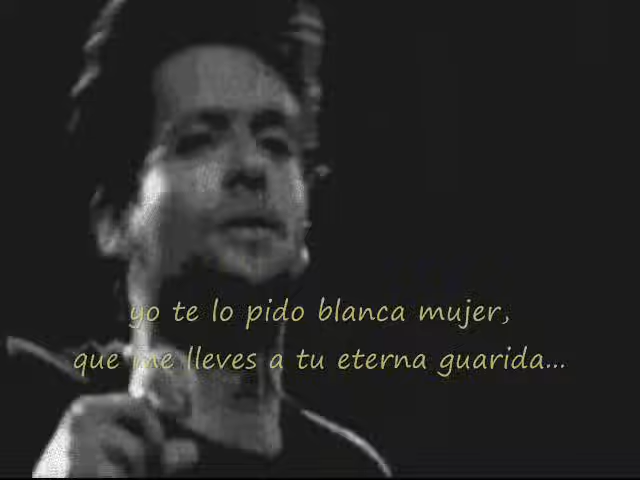 yo te lo pido blanca mujer,
que me lleves a tu eterna guarida...